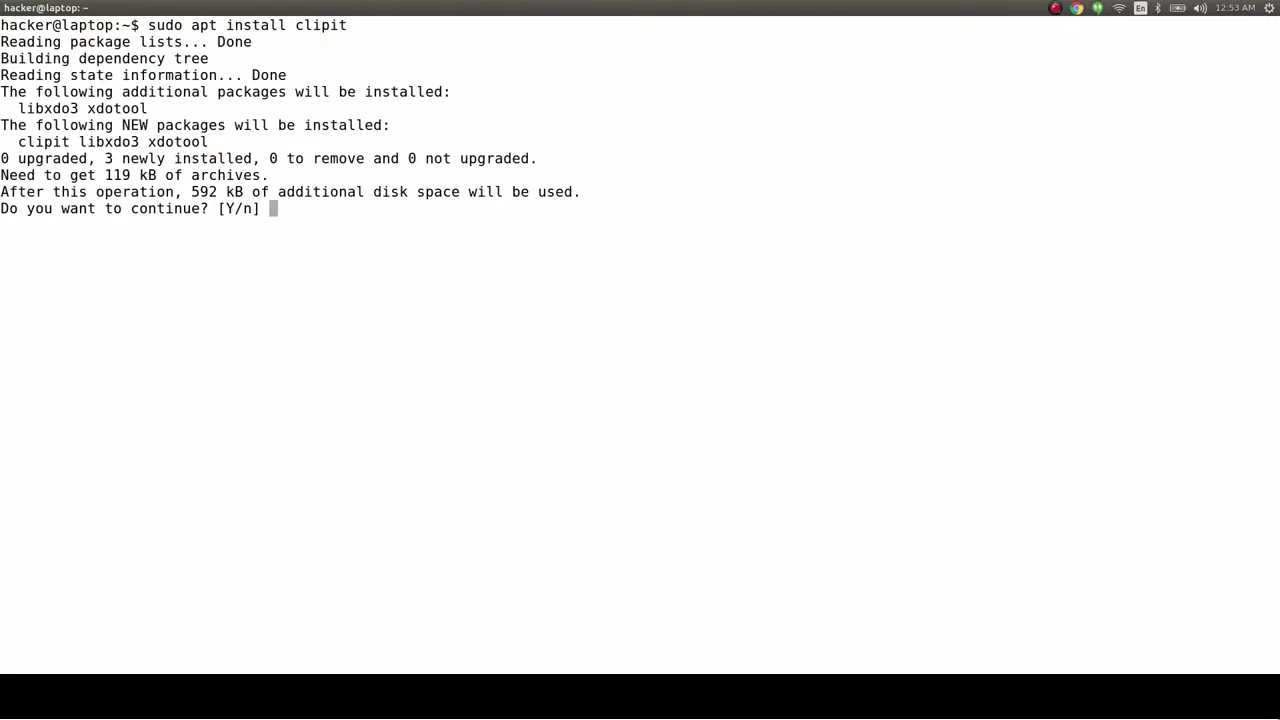 hacker@laptop: ~
En
12:53 AM
hacker@laptop:~$ sudo apt install clipit
Reading package lists... Done
Building dependency tree
Reading state information... Done
The following additional packages will be installed:
  libxdo3 xdotool
The following NEW packages will be installed:
  clipit libxdo3 xdotool
0 upgraded, 3 newly installed, 0 to remove and 0 not upgraded.
Need to get 119 kB of archives.
After this operation, 592 kB of additional disk space will be used.
Do you want to continue? [Y/n]